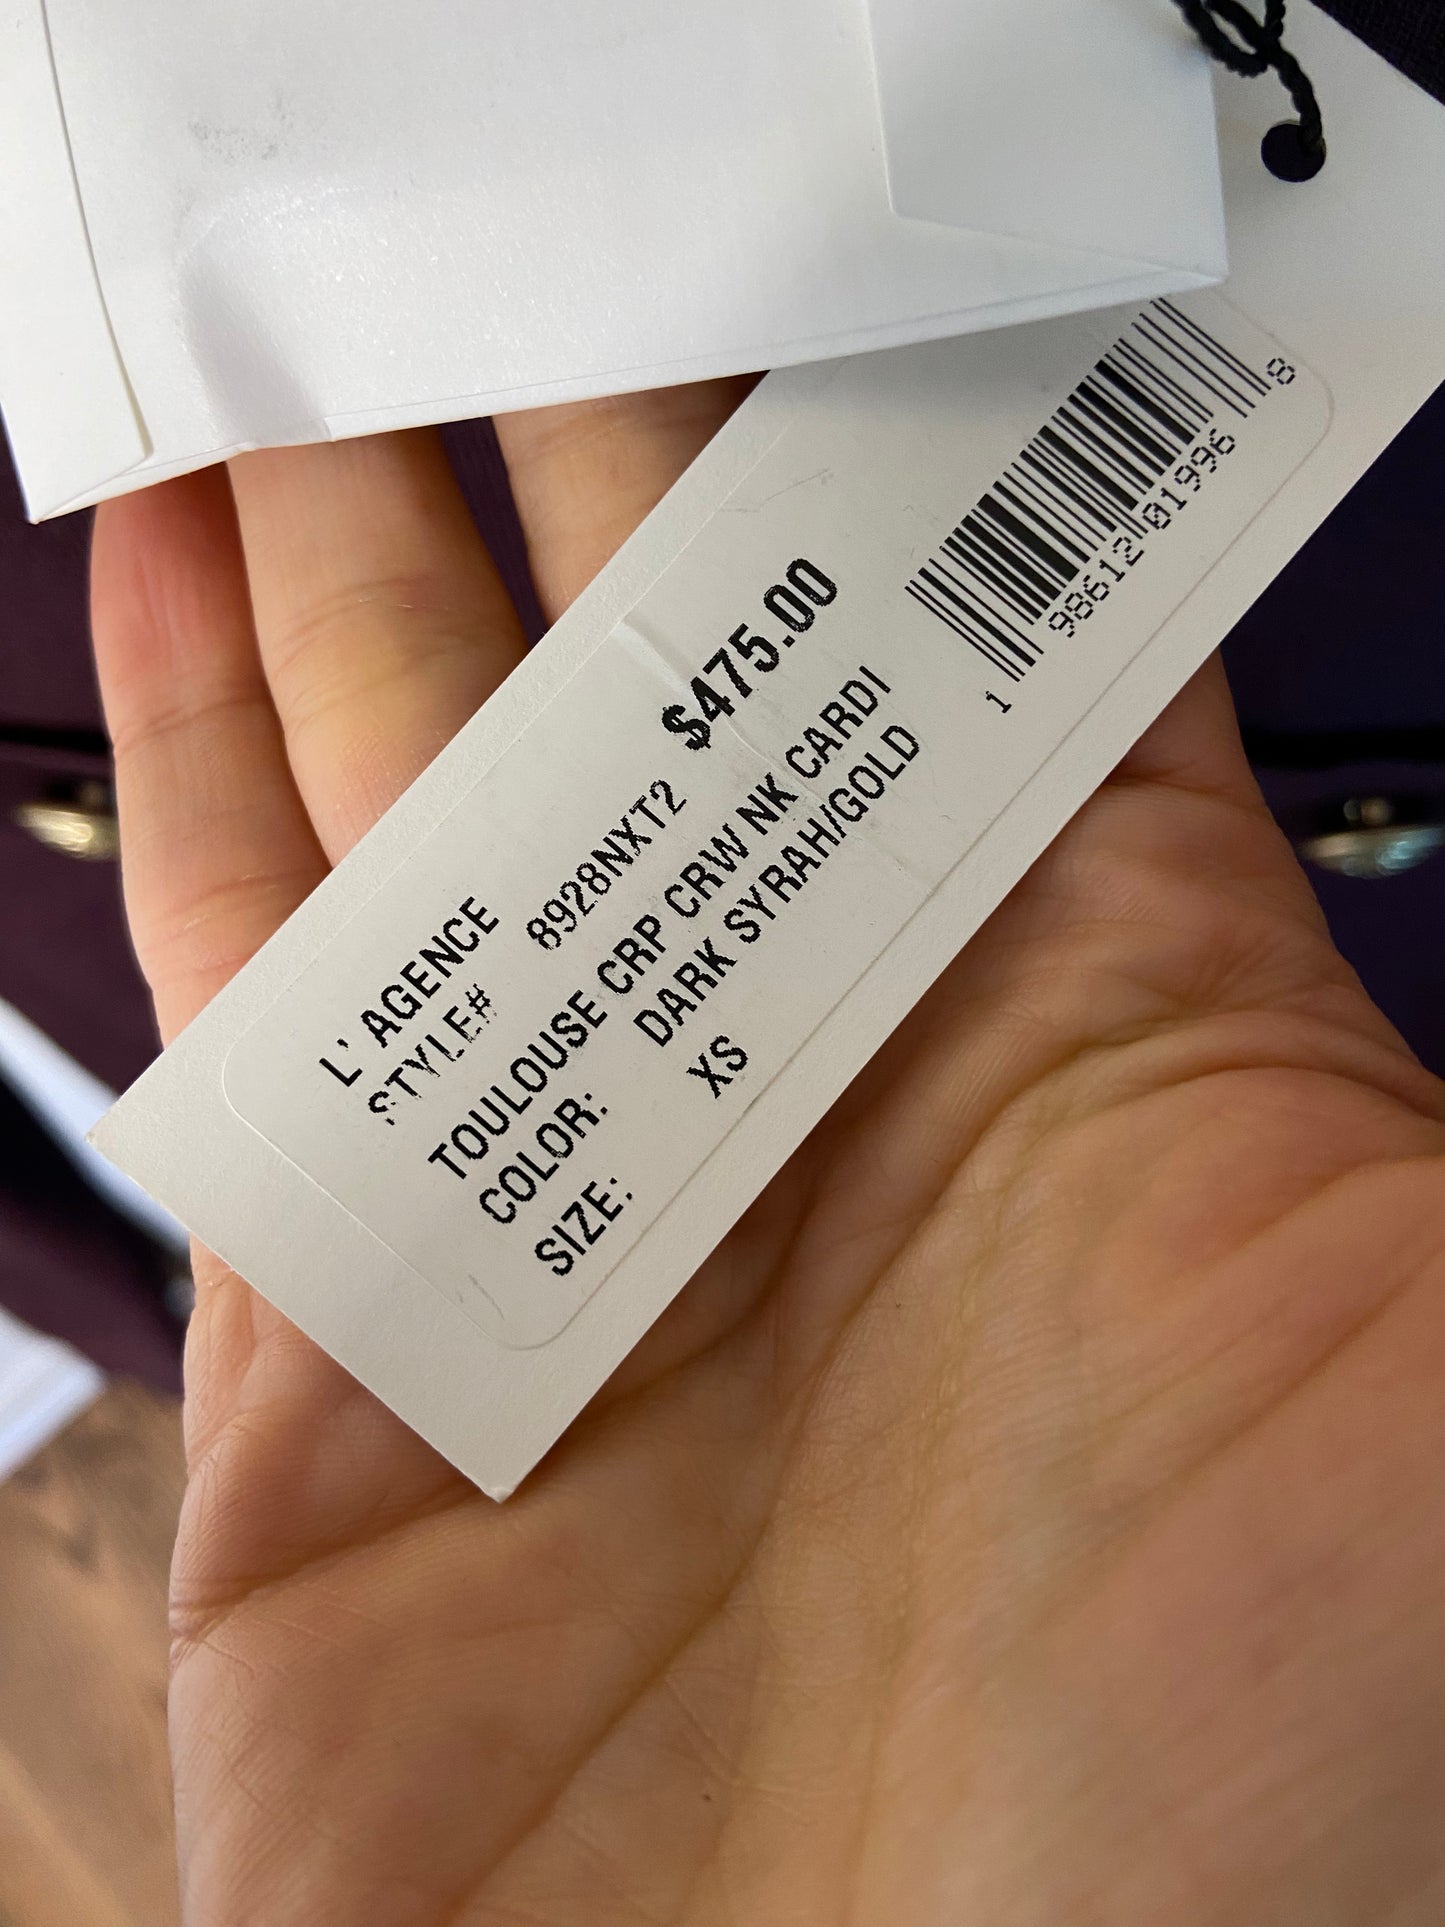 L' AGENCE
STYLE# 8928NXT2 $475.00
TOULOUSE CRP CRW NK CARDI
COLOR: DARK SYRAH/GOLD
SIZE: XS
1 98612 01996 8